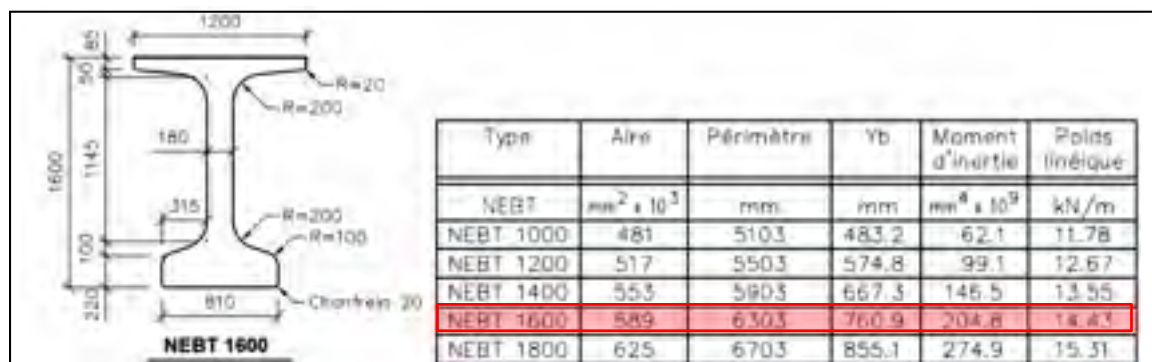 1200
85
50
R=20
R=200
180
1600
1145
315
R=200
R=100
100
220
810
Chanfrein 20
NEBT 1600
Type Aire Périmètre Yb Moment d'inertie Poids linéique
NEBT mm² x 10³ mm mm mm⁴ x 10⁹ kN/m
NEBT 1000 481 5103 483.2 62.1 11.78
NEBT 1200 517 5503 574.8 99.1 12.67
NEBT 1400 553 5903 667.3 146.5 13.55
NEBT 1600 589 6303 760.9 204.8 14.43
NEBT 1800 625 6703 855.1 274.9 15.31